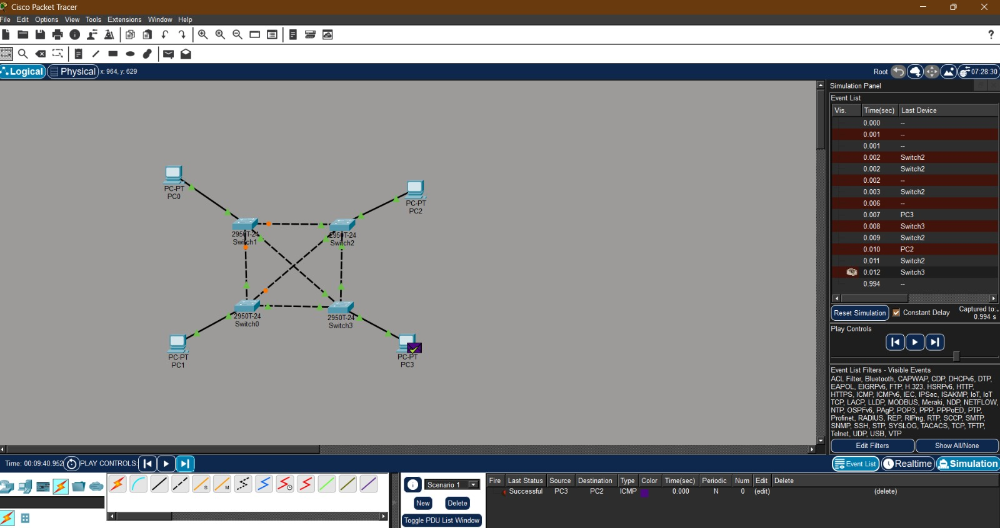 Cisco Packet Tracer
File Edit Options View Tools Extensions Window Help
?
Logical Physical x: 964, y: 629
Root 07:28:30
Simulation Panel
Event List
Vis. Time(sec) Last Device
0.000 --
0.001 --
0.001 --
0.002 Switch2
0.002 Switch2
0.002 --
0.003 Switch2
0.006 --
0.007 PC3
0.008 Switch3
0.009 Switch2
0.010 PC2
0.011 Switch2
0.012 Switch3
0.994 --
Reset Simulation Constant Delay Captured to:
0.994 s
Play Controls
Event List Filters - Visible Events
ACL Filter, Bluetooth, CAPWAP, CDP, DHCPv6, DTP,
EAPOL, EIGRPv6, FTP, H.323, HSRPv6, HTTP,
HTTPS, ICMP, ICMPv6, IEC, IPSec, ISAKMP, IoT, IoT
TCP, LACP, LLDP, MODBUS, Meraki, NDP, NETFLOW,
NTP, OSPFv6, PAgP, POP3, PPP, PPPoED, PTP,
Profinet, RADIUS, REP, RIPng, RTP, SCCP, SMTP,
SNMP, SSH, STP, SYSLOG, TACACS, TCP, TFTP,
Telnet, UDP, USB, VTP
Edit Filters Show All/None
PC-PT
PC0
PC-PT
PC2
2950T-24
Switch1
2950T-24
Switch2
2950T-24
Switch0
2950T-24
Switch3
PC-PT
PC1
PC-PT
PC3
Time: 00:09:40.952 PLAY CONTROLS:
Event List Realtime Simulation
S M
Scenario 1
New Delete
Toggle PDU List Window
Fire Last Status Source Destination Type Color Time(sec) Periodic Num Edit Delete
Successful PC3 PC2 ICMP 0.000 N 0 (edit) (delete)